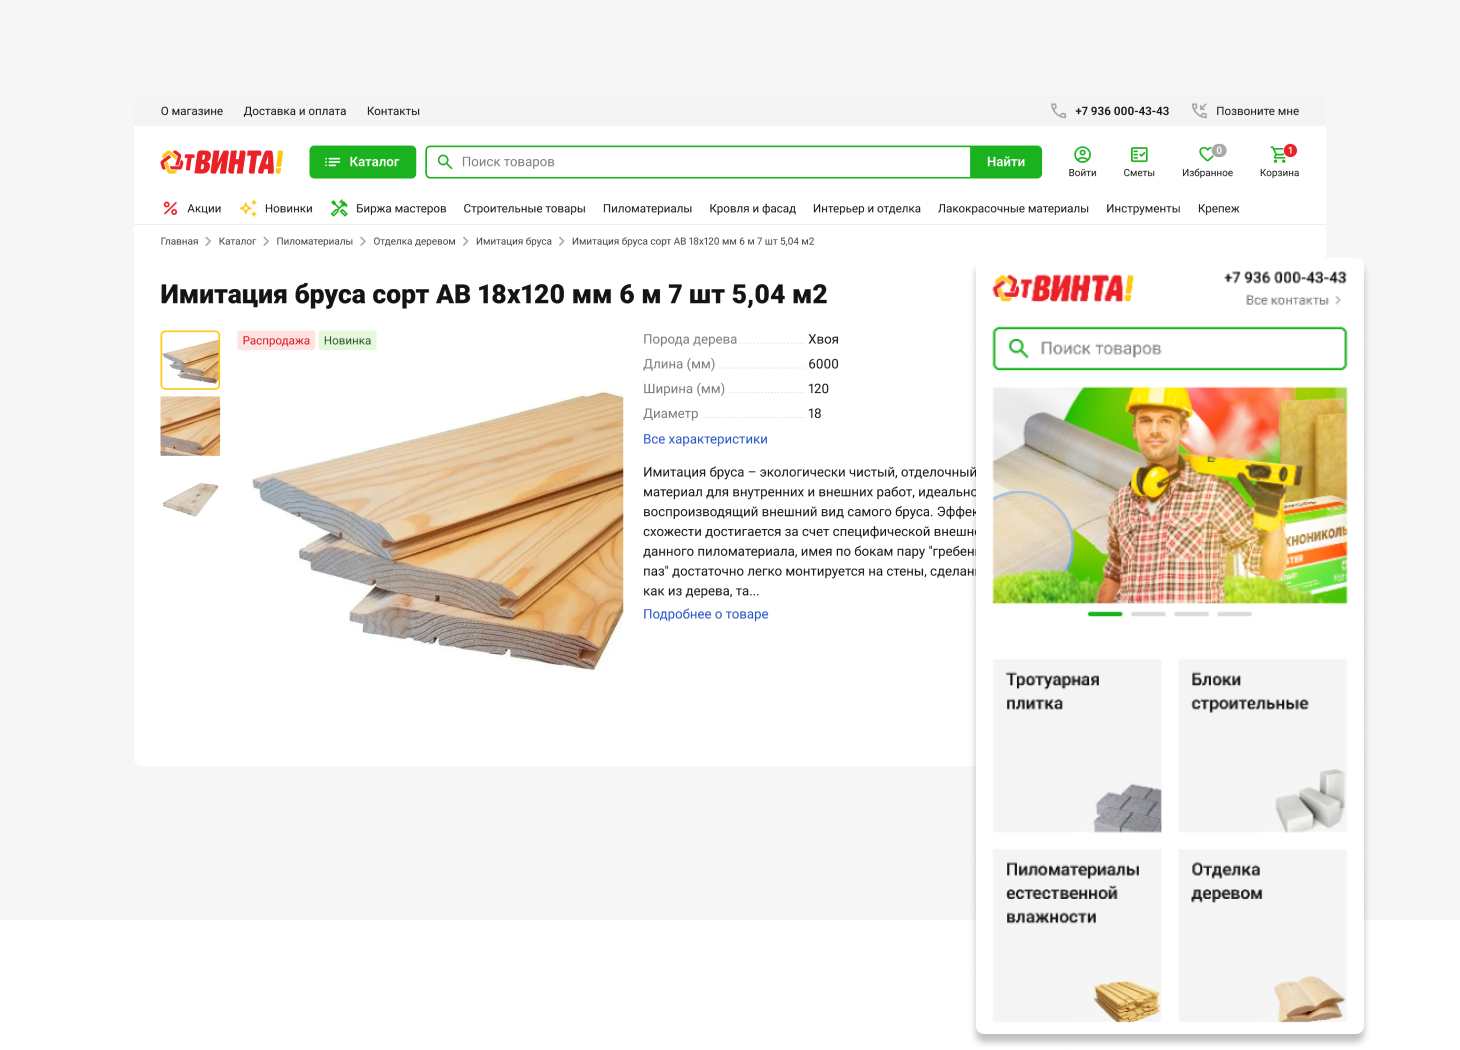 О магазине Доставка и оплата Контакты +7 936 000-43-43 Позвоните мне
отВИНТА! Каталог Поиск товаров Найти Войти Сметы 0 Избранное 1 Корзина
Акции Новинки Биржа мастеров Строительные товары Пиломатериалы Кровля и фасад Интерьер и отделка Лакокрасочные материалы Инструменты Крепеж
Главная Каталог Пиломатериалы Отделка деревом Имитация бруса Имитация бруса сорт АВ 18х120 мм 6 м 7 шт 5,04 м2
Имитация бруса сорт АВ 18х120 мм 6 м 7 шт 5,04 м2
Распродажа Новинка
Порода дерева Хвоя
Длина (мм) 6000
Ширина (мм) 120
Диаметр 18
Все характеристики
Имитация бруса – экологически чистый, отделочный
материал для внутренних и внешних работ, идеально
воспроизводящий внешний вид самого бруса. Эффек
схожести достигается за счет специфической внешн
данного пиломатериала, имея по бокам пару "гребен
паз" достаточно легко монтируется на стены, сделан
как из дерева, та...
Подробнее о товаре
отВИНТА! +7 936 000-43-43
Все контакты
Поиск товаров
ХНОНИКОЛЬ
Тротуарная
плитка
Блоки
строительные
Пиломатериалы
естественной
влажности
Отделка
деревом